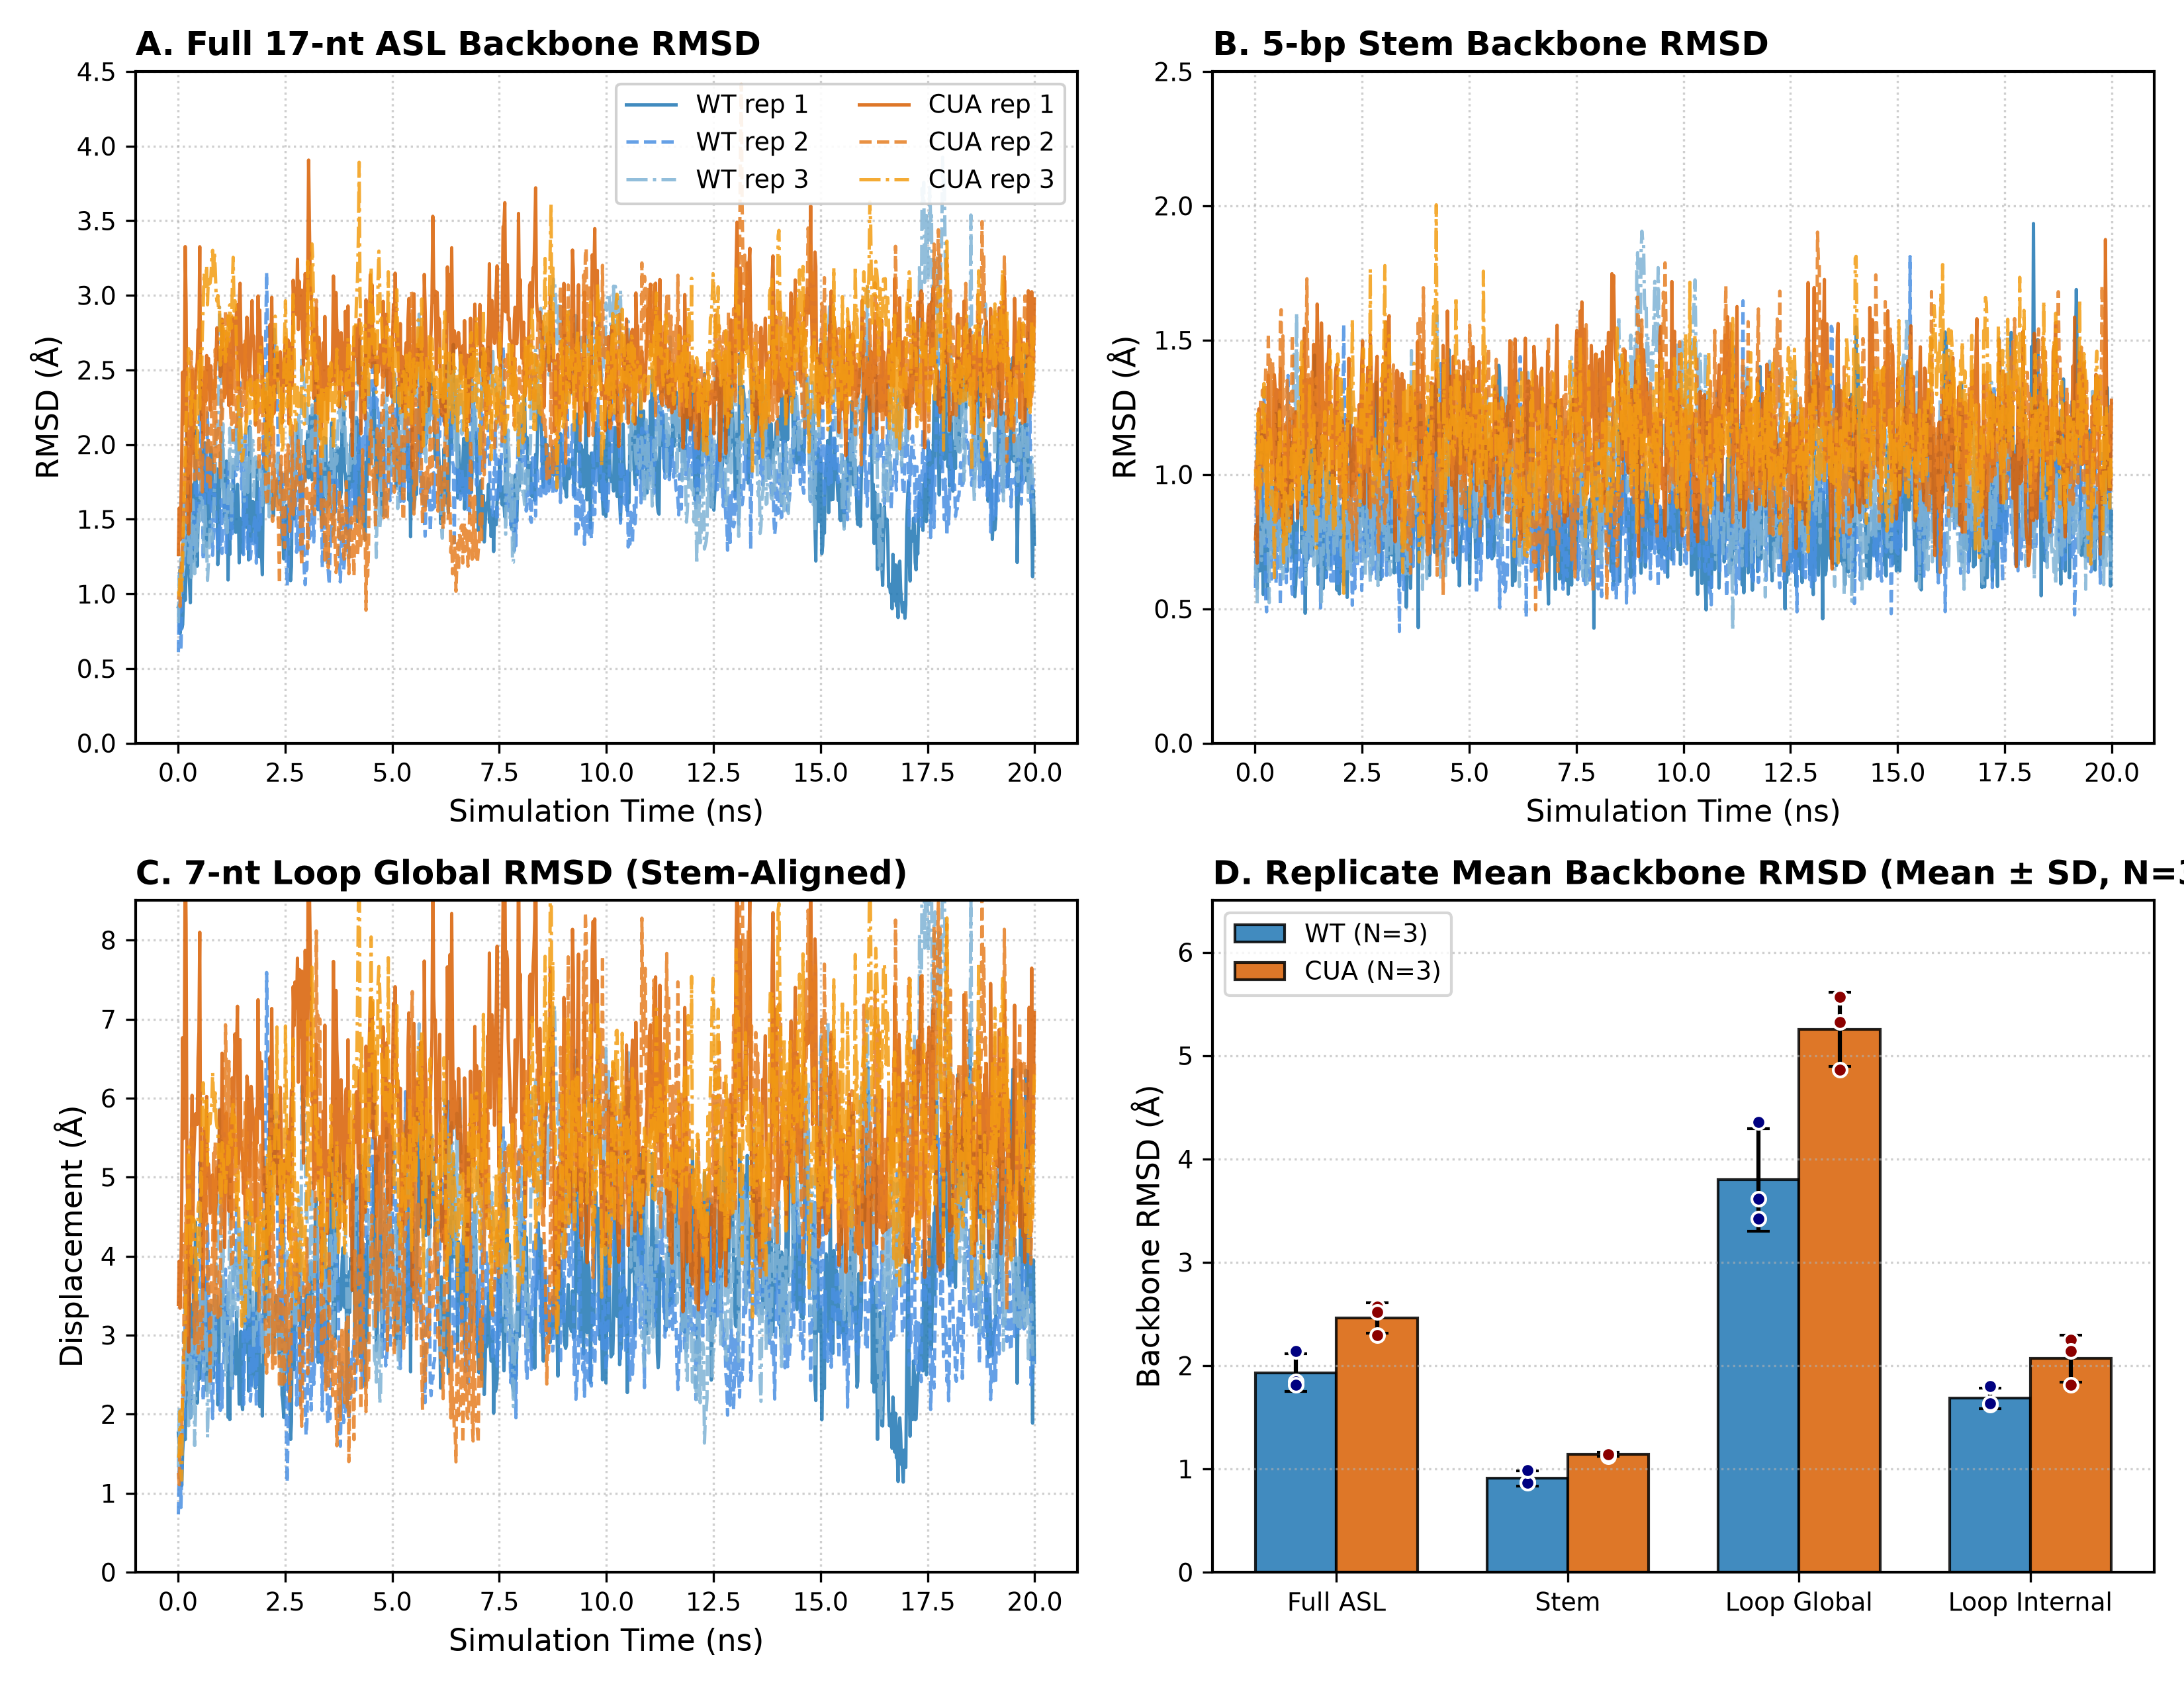 A. Full 17-nt ASL Backbone RMSD
RMSD (Å)
4.5
4.0
3.5
3.0
2.5
2.0
1.5
1.0
0.5
0.0
WT rep 1
WT rep 2
WT rep 3
CUA rep 1
CUA rep 2
CUA rep 3
0.0 2.5 5.0 7.5 10.0 12.5 15.0 17.5 20.0
Simulation Time (ns)
B. 5-bp Stem Backbone RMSD
RMSD (Å)
2.5
2.0
1.5
1.0
0.5
0.0
0.0 2.5 5.0 7.5 10.0 12.5 15.0 17.5 20.0
Simulation Time (ns)
C. 7-nt Loop Global RMSD (Stem-Aligned)
Displacement (Å)
8
7
6
5
4
3
2
1
0
0.0 2.5 5.0 7.5 10.0 12.5 15.0 17.5 20.0
Simulation Time (ns)
D. Replicate Mean Backbone RMSD (Mean ± SD, N=3
Backbone RMSD (Å)
6
5
4
3
2
1
0
WT (N=3)
CUA (N=3)
Full ASL Stem Loop Global Loop Internal